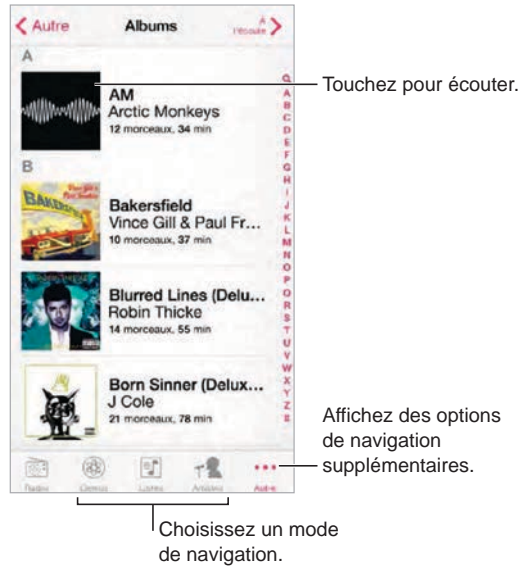 Autre
Albums
À l'écoute
A
AM
Arctic Monkeys
12 morceaux, 34 min
Touchez pour écouter.
B
Bakersfield
Vince Gill & Paul Fr...
10 morceaux, 37 min
Blurred Lines (Delu...
Robin Thicke
14 morceaux, 55 min
Born Sinner (Delux...
J Cole
21 morceaux, 78 min
A
B
C
D
E
F
G
H
I
J
K
L
M
N
O
P
Q
R
S
T
U
V
W
X
Y
Z
#
Affichez des options
de navigation
supplémentaires.
Radio
Genius
Listes
Artistes
Autre
Choisissez un mode
de navigation.